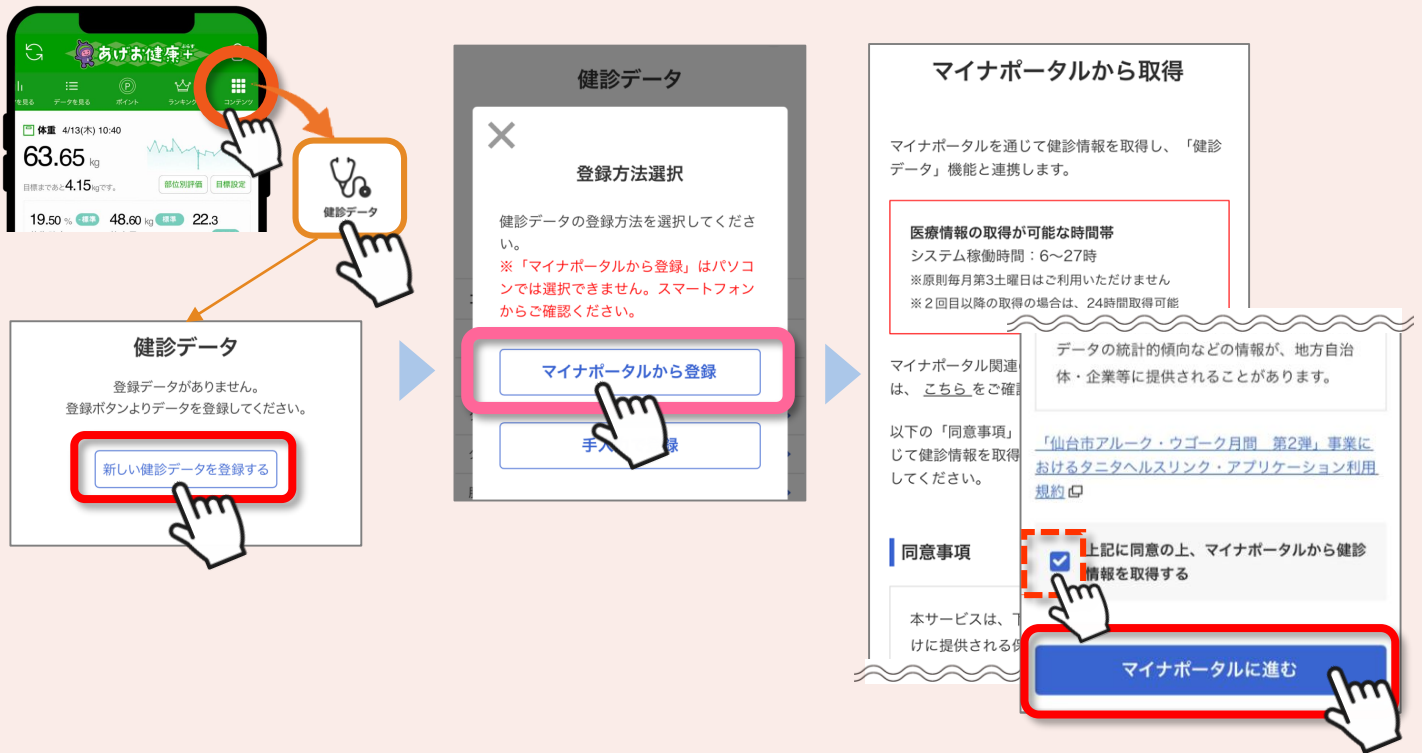 あげお健康+
データを見る
ポイント
ランキング
コンテンツ
体重 4/13(木) 10:40
63.65 kg
目標まであと4.15kgです。
部位別評価
目標設定
19.50 % 標準 48.60 kg 標準 22.3
健診データ
健診データ
登録データがありません。
登録ボタンよりデータを登録してください。
新しい健診データを登録する
健診データ
登録方法選択
健診データの登録方法を選択してくださ
い。
※「マイナポータルから登録」はパソコ
ンでは選択できません。スマートフォン
からご確認ください。
マイナポータルから登録
手入
録
マイナポータルから取得
マイナポータルを通じて健診情報を取得し、「健診
データ」機能と連携します。
医療情報の取得が可能な時間帯
システム稼働時間：6〜27時
※原則毎月第3土曜日はご利用いただけません
※２回目以降の取得の場合は、24時間取得可能
マイナポータル関連
は、 こちら をご確
以下の「同意事項」
じて健診情報を取得
してください。
同意事項
本サービスは、
けに提供される
データの統計的傾向などの情報が、地方自治
体・企業等に提供されることがあります。
「仙台市アルーク・ウゴーク月間　第2弾」事業に
おけるタニタヘルスリンク・アプリケーション利用
規約
上記に同意の上、マイナポータルから健診
情報を取得する
マイナポータルに進む